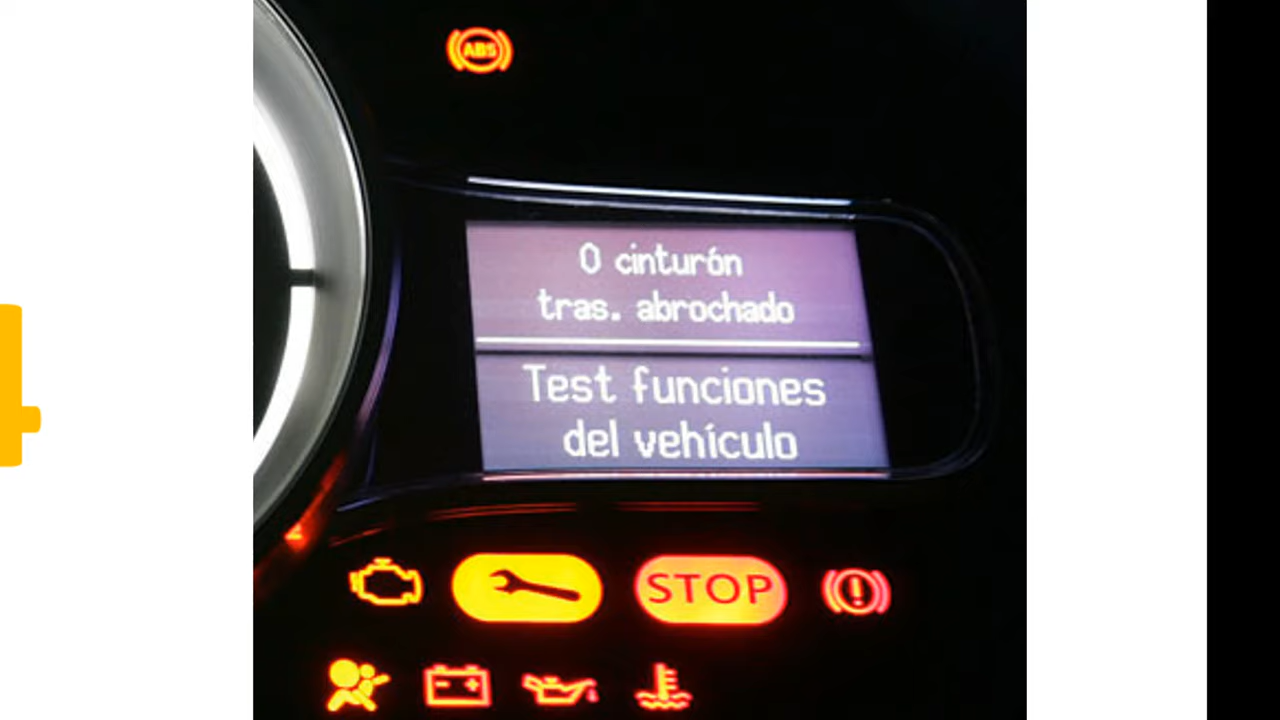 ABS
0 cinturón
tras. abrochado
Test funciones
del vehículo
STOP